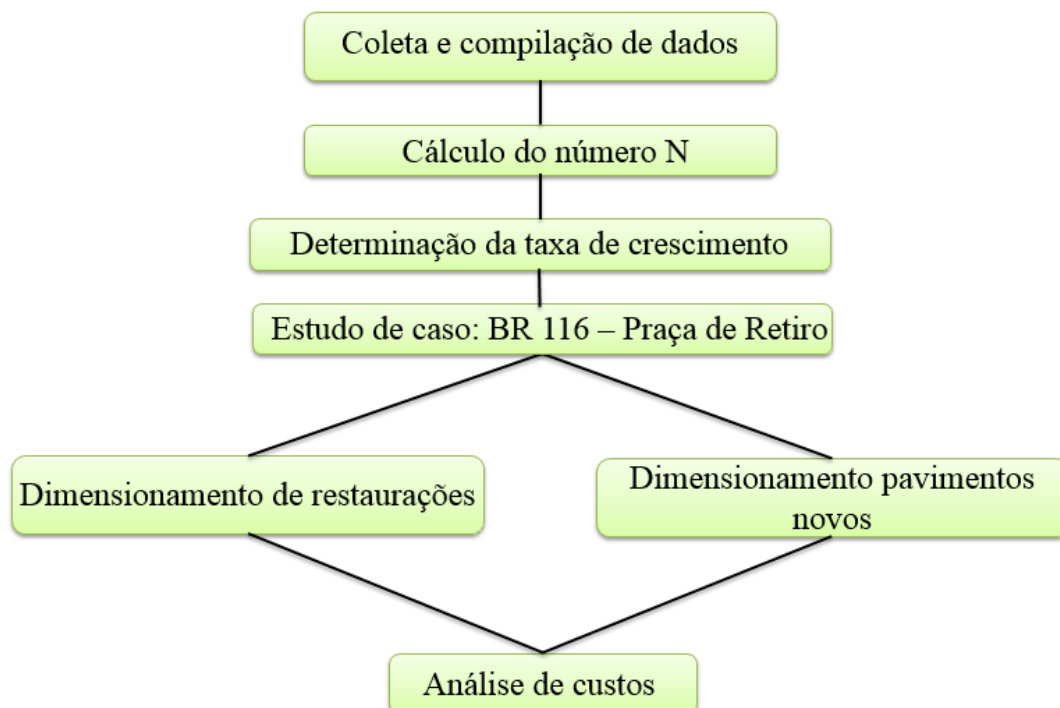 Coleta e compilação de dados
Cálculo do número N
Determinação da taxa de crescimento
Estudo de caso: BR 116 – Praça de Retiro
Dimensionamento de restaurações
Dimensionamento pavimentos
novos
Análise de custos